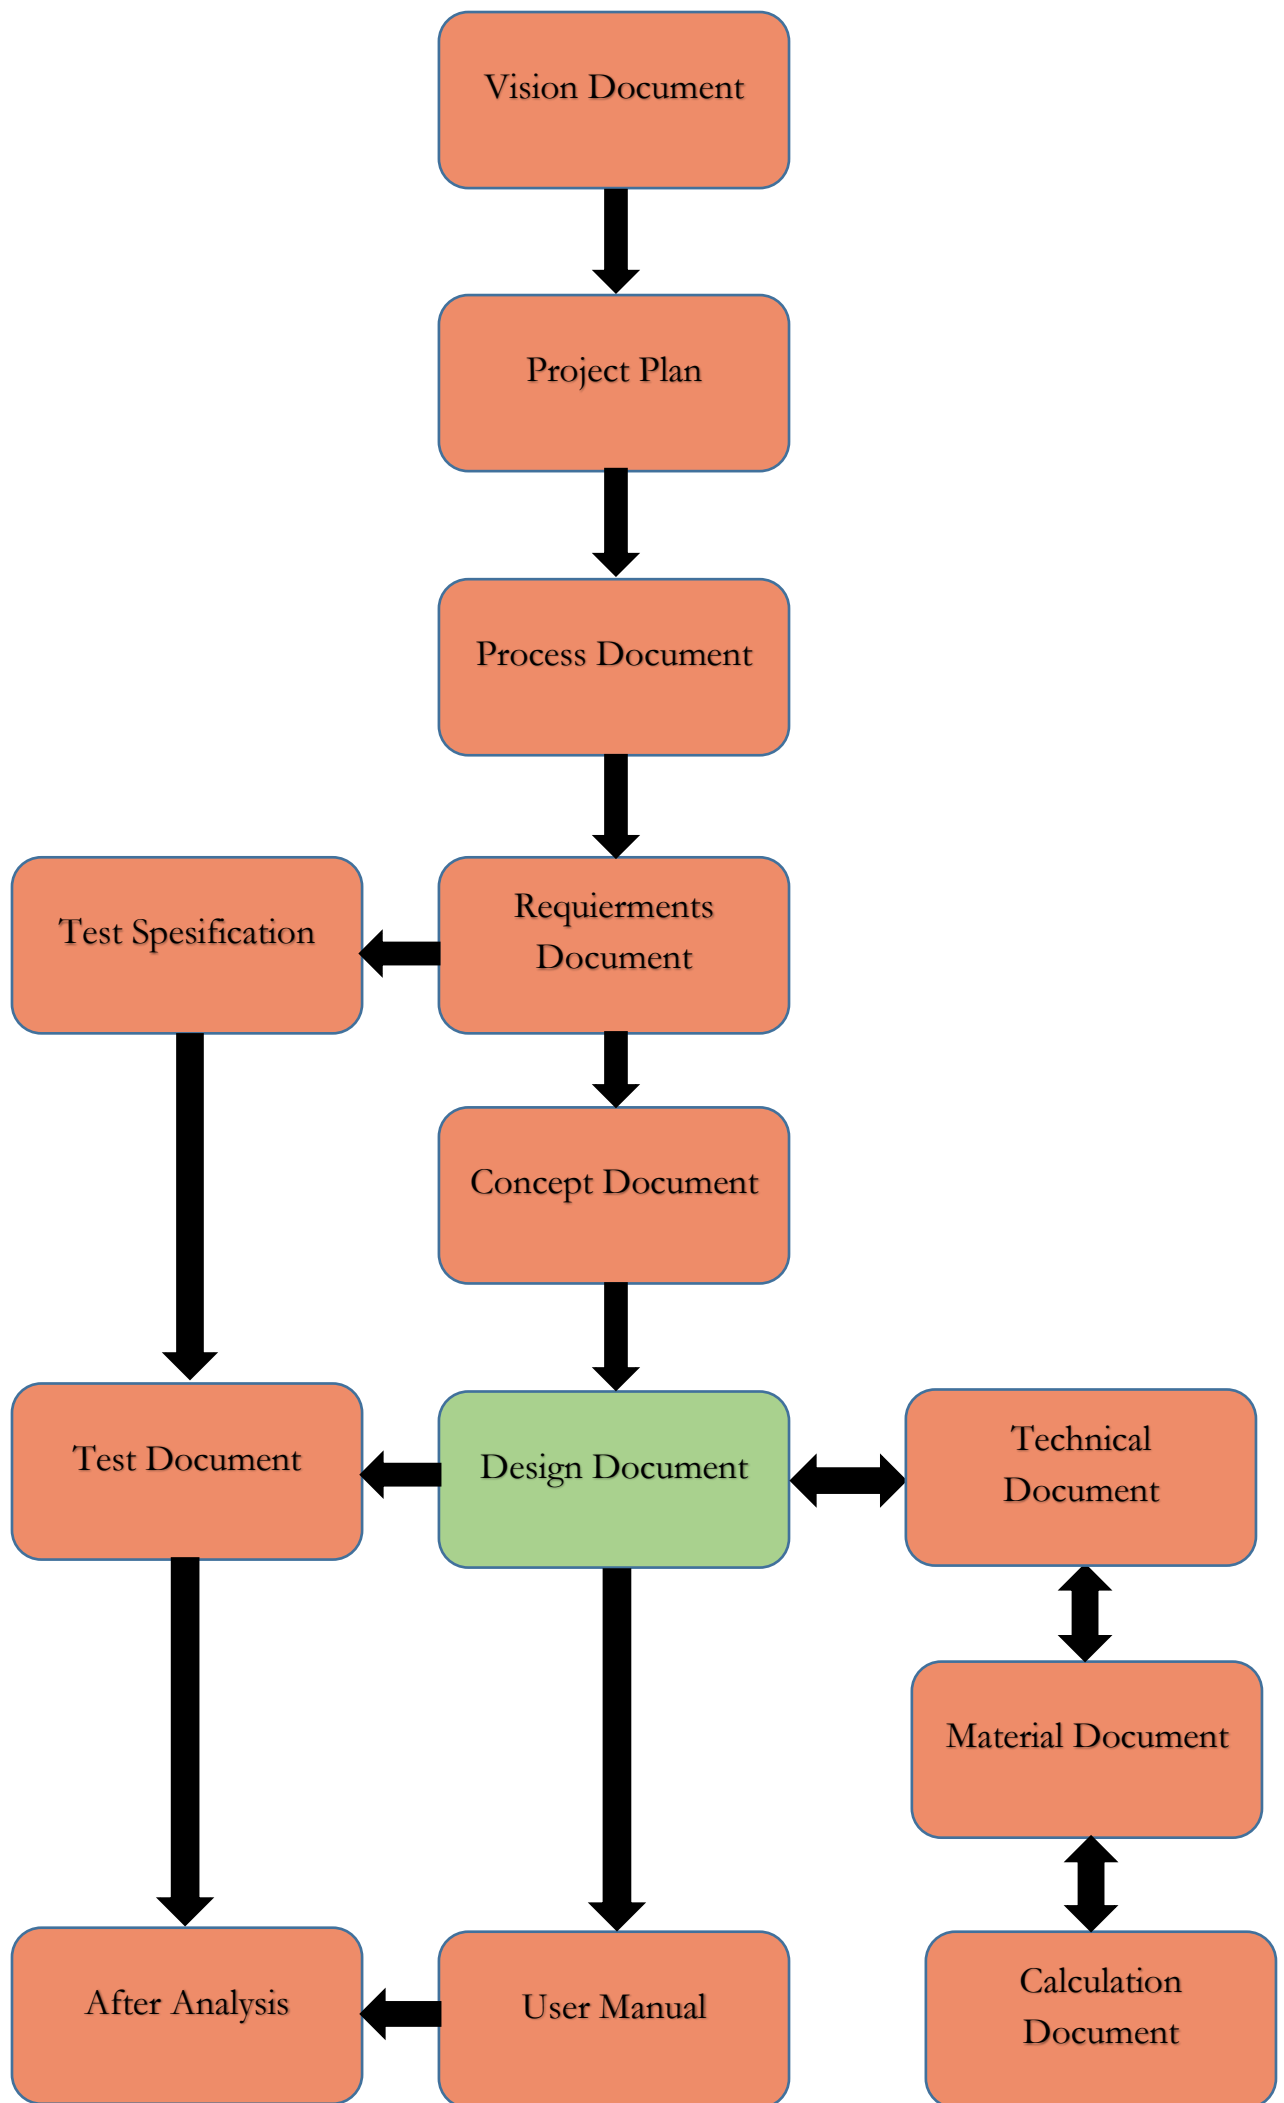 Vision Document
Project Plan
Process Document
Test Spesification
Requierments
Document
Concept Document
Test Document
Design Document
Technical
Document
Material Document
After Analysis
User Manual
Calculation
Document